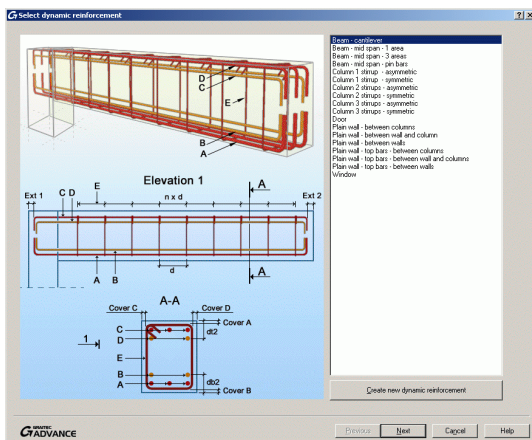 Select dynamic reinforcement
D
C
E
B
A
Elevation 1
A
Ext 1
C D
E
n x d
Ext 2
A B
d
A
A-A
Cover C
Cover D
Cover A
C
D
dt2
1
E
B
A
db2
Cover B
Beam - cantilever
Beam - mid span - 1 area
Beam - mid span - 3 areas
Beam - mid span - pin bars
Column 1 stirrup - asymmetric
Column 1 stirrup - symmetric
Column 2 stirrups - asymmetric
Column 2 stirrups - symmetric
Column 3 stirrups - asymmetric
Column 3 stirrups - symmetric
Door
Plain wall - between columns
Plain wall - between wall and column
Plain wall - between walls
Plain wall - top bars - between columns
Plain wall - top bars - between wall and columns
Plain wall - top bars - between walls
Window
Create new dynamic reinforcement
GRAITEC
ADVANCE
Previous
Next
Cancel
Help